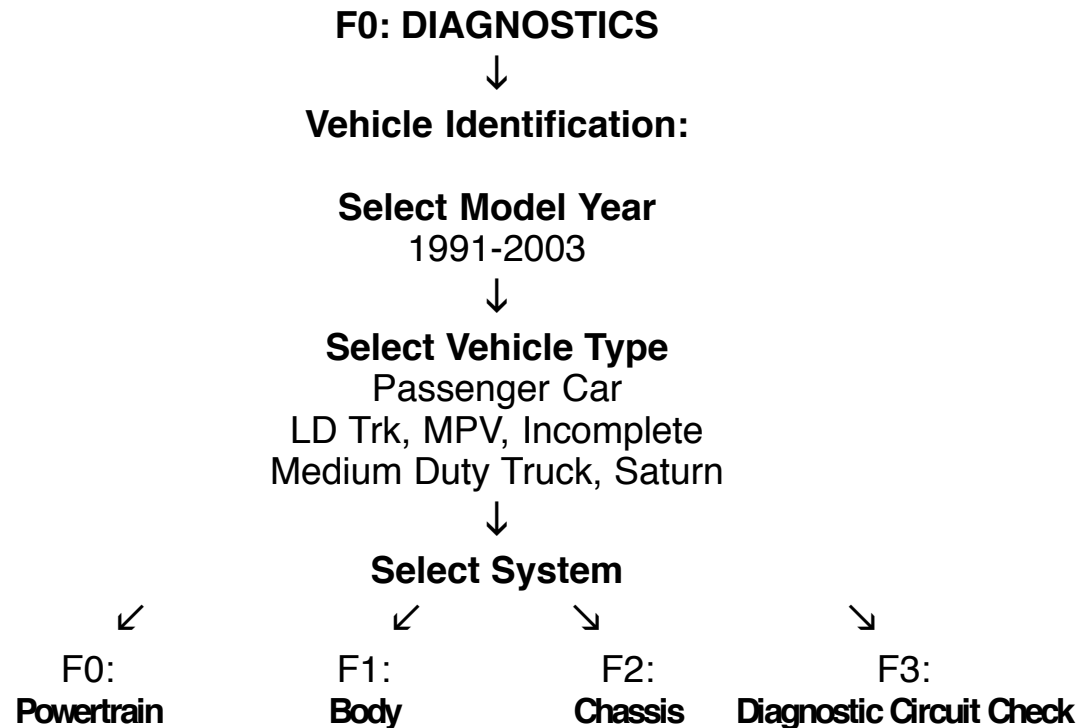 F0: DIAGNOSTICS
↓
Vehicle Identification:
Select Model Year
1991-2003
↓
Select Vehicle Type
Passenger Car
LD Trk, MPV, Incomplete
Medium Duty Truck, Saturn
↓
Select System
↙ ↙ ↘ ↘
F0: F1: F2: F3:
Powertrain Body Chassis Diagnostic Circuit Check